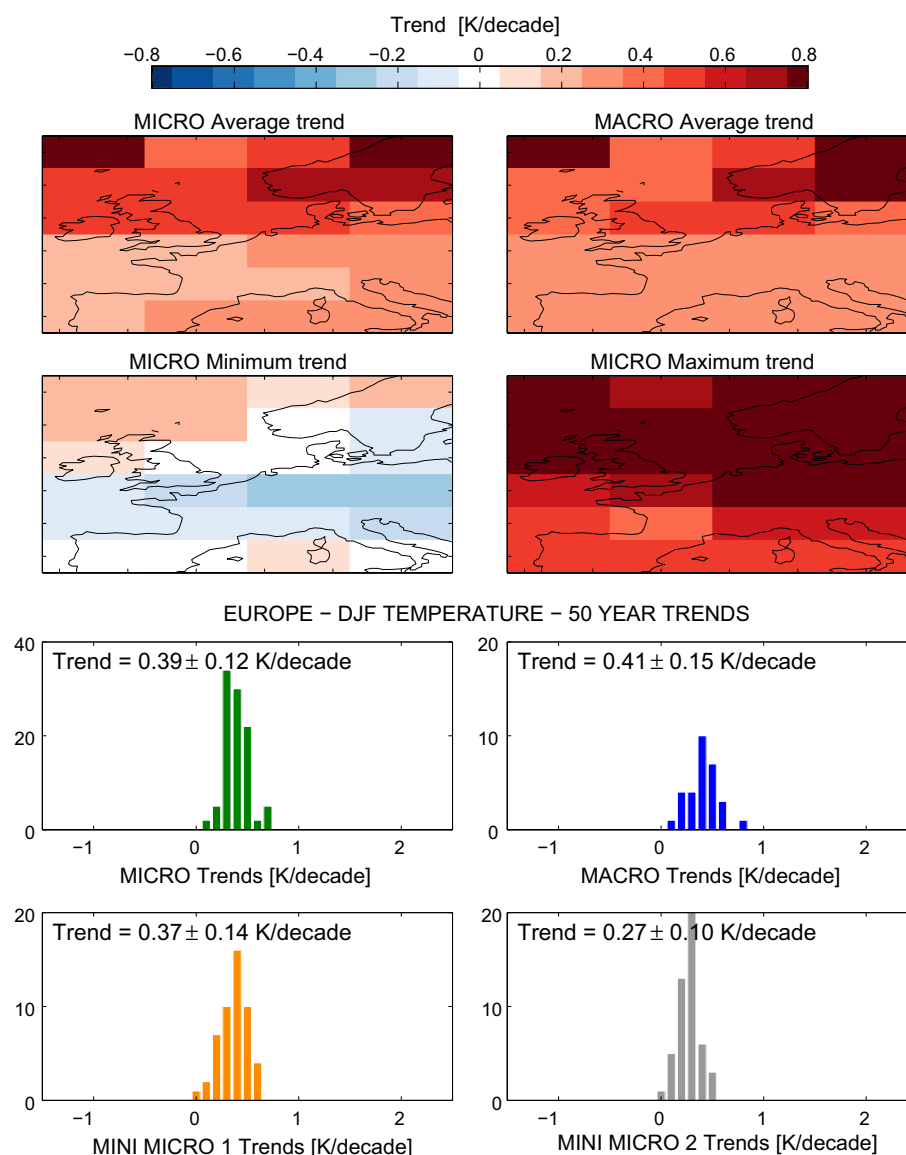 Trend [K/decade]
−0.8 −0.6 −0.4 −0.2 0 0.2 0.4 0.6 0.8
MICRO Average trend
MACRO Average trend
MICRO Minimum trend
MICRO Maximum trend
EUROPE − DJF TEMPERATURE − 50 YEAR TRENDS
40
20
0
Trend = 0.39 ± 0.12 K/decade
−1 0 1 2
MICRO Trends [K/decade]
20
10
0
Trend = 0.41 ± 0.15 K/decade
−1 0 1 2
MACRO Trends [K/decade]
20
10
0
Trend = 0.37 ± 0.14 K/decade
−1 0 1 2
MINI MICRO 1 Trends [K/decade]
20
10
0
Trend = 0.27 ± 0.10 K/decade
−1 0 1 2
MINI MICRO 2 Trends [K/decade]